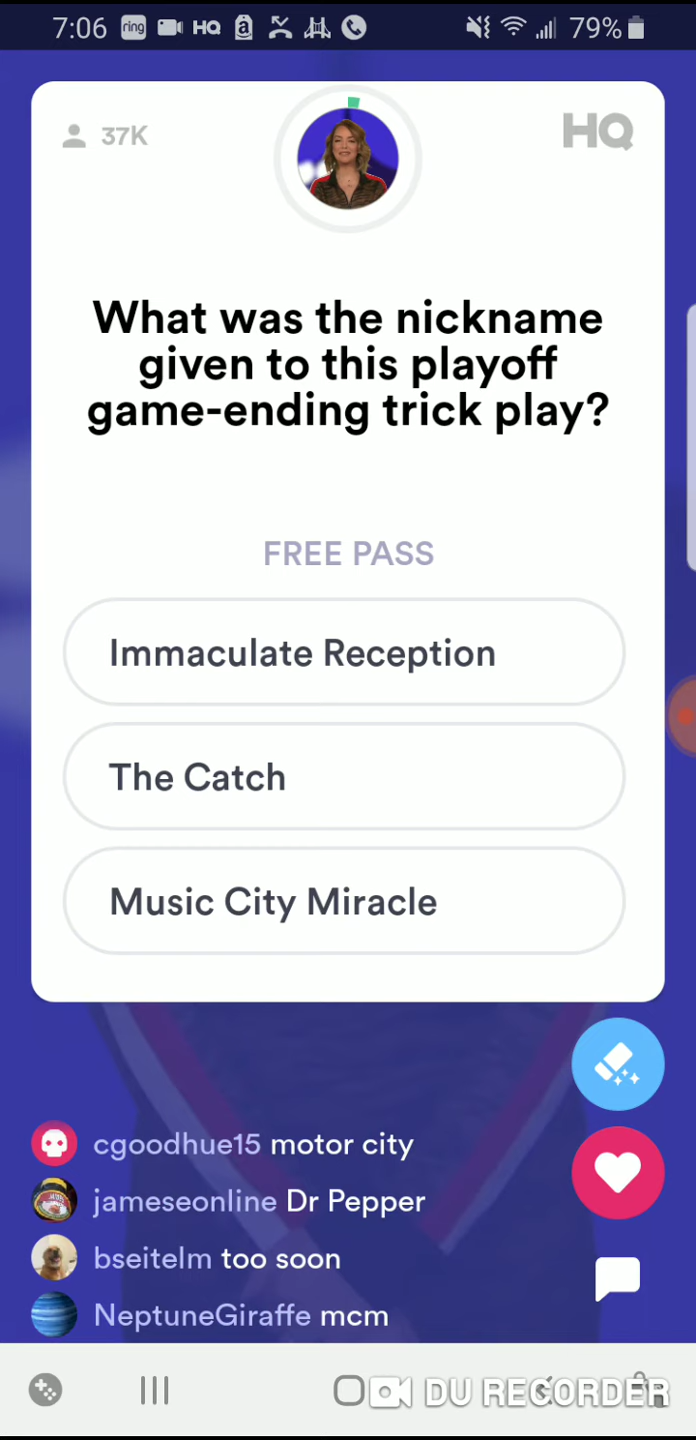 7:06 ring HQ a 79%
37K HQ
What was the nickname
given to this playoff
game-ending trick play?
FREE PASS
Immaculate Reception
The Catch
Music City Miracle
cgoodhue15 motor city
jameseonline Dr Pepper
bseitelm too soon
NeptuneGiraffe mcm
DU RECORDER